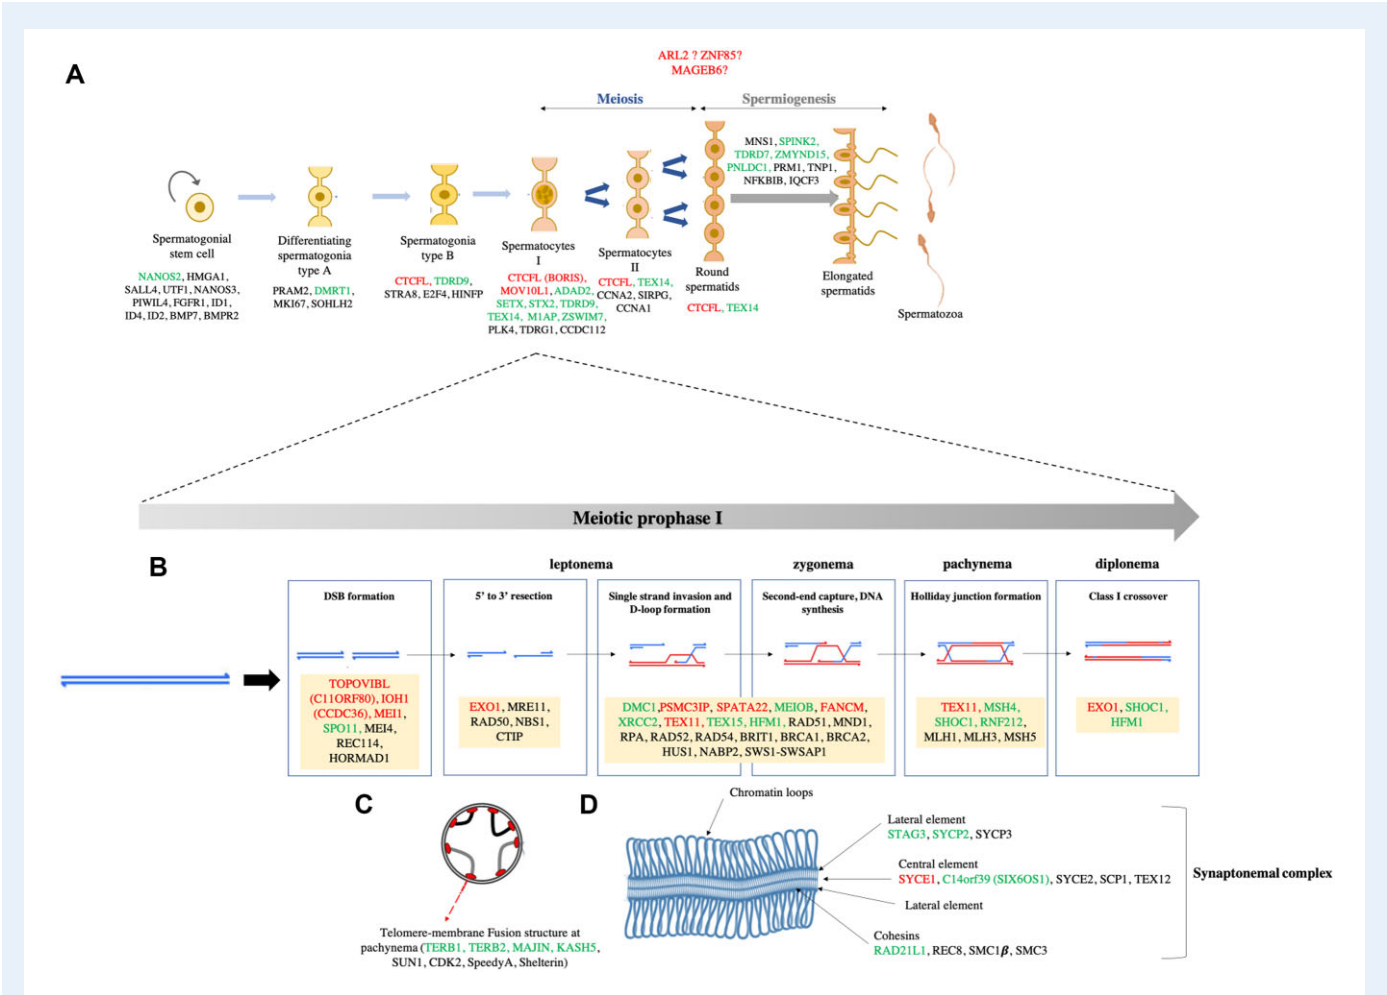 A
ARL2 ? ZNF85?
MAGEB6?
Meiosis
Spermiogenesis
MNS1, SPINK2,
TDRD7, ZMYND15,
PNLDC1, PRM1, TNP1,
NFKBIB, IQCF3
Spermatogonial
stem cell
NANOS2, HMGA1,
SALL4, UTF1, NANOS3,
PIWIL4, FGFR1, ID1,
ID4, ID2, BMP7, BMPR2
Differentiating
spermatogonia
type A
PRAM2, DMRT1,
MKI67, SOHLH2
Spermatogonia
type B
CTCFL, TDRD9,
STRA8, E2F4, HINFP
Spermatocytes
I
CTCFL (BORIS),
MOV10L1, ADAD2,
SETX, STX2, TDRD9,
TEX14, M1AP, ZSWIM7,
PLK4, TDRG1, CCDC112
Spermatocytes
II
CTCFL, TEX14,
CCNA2, SIRPG,
CCNA1
Round
spermatids
CTCFL, TEX14
Elongated
spermatids
Spermatozoa
Meiotic prophase I
B
leptonema
zygonema
pachynema
diplonema
DSB formation
TOPOVIBL
(C11ORF80), IOH1
(CCDC36), MEI1,
SPO11, MEI4,
REC114,
HORMAD1
5’ to 3’ resection
EXO1, MRE11,
RAD50, NBS1,
CTIP
Single strand invasion and
D-loop formation
Second-end capture, DNA
synthesis
DMC1,PSMC3IP, SPATA22, MEIOB, FANCM,
XRCC2, TEX11, TEX15, HFM1, RAD51, MND1,
RPA, RAD52, RAD54, BRIT1, BRCA1, BRCA2,
HUS1, NABP2, SWS1-SWSAP1
Holliday junction formation
TEX11, MSH4,
SHOC1, RNF212,
MLH1, MLH3, MSH5
Class I crossover
EXO1, SHOC1,
HFM1
C
Telomere-membrane Fusion structure at
pachynema (TERB1, TERB2, MAJIN, KASH5,
SUN1, CDK2, SpeedyA, Shelterin)
D
Chromatin loops
Lateral element
STAG3, SYCP2, SYCP3
Central element
SYCE1, C14orf39 (SIX6OS1), SYCE2, SCP1, TEX12
Lateral element
Cohesins
RAD21L1, REC8, SMC1β, SMC3
Synaptonemal complex